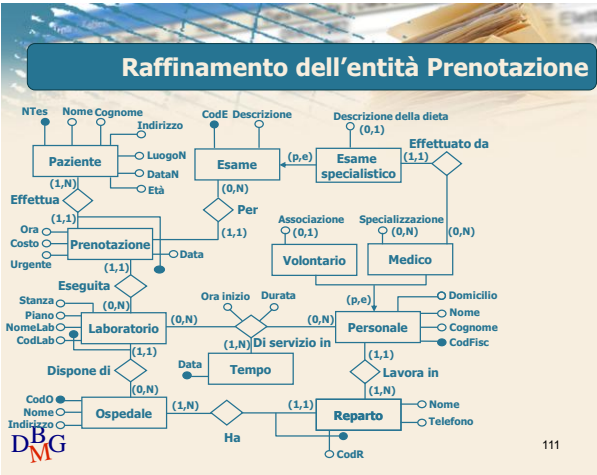 Raffinamento dell'entità Prenotazione
NTes Nome Cognome
Indirizzo
Paziente
LuogoN
DataN
Età
(1,N)
Effettua
(1,1)
CodE Descrizione
Esame
(0,N)
Per
(1,1)
(p,e)
Descrizione della dieta
(0,1)
Esame
specialistico
(1,1)
Effettuato da
(0,N)
Ora
Costo
Urgente
Prenotazione
Data
(1,1)
Eseguita
(0,N)
Associazione
(0,1)
Volontario
Specializzazione
(0,N)
Medico
(p,e)
Stanza
Piano
NomeLab
CodLab
Laboratorio
(0,N)
Ora inizio Durata
Di servizio in
(1,N)
(0,N)
Data
Tempo
Personale
Domicilio
Nome
Cognome
CodFisc
(1,1)
Dispone di
(0,N)
(1,1)
Lavora in
(1,N)
CodO
Nome
Indirizzo
Ospedale
(1,N)
Ha
(1,1)
Reparto
Nome
Telefono
CodR
DBMG
111